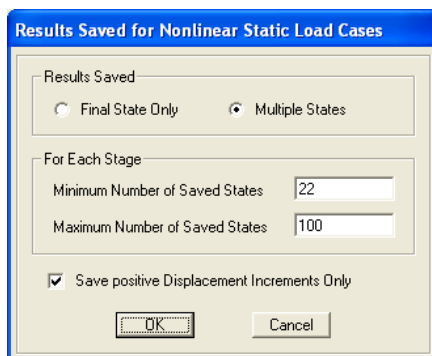 Results Saved for Nonlinear Static Load Cases
Results Saved
Final State Only Multiple States
For Each Stage
Minimum Number of Saved States 22
Maximum Number of Saved States 100
Save positive Displacement Increments Only
OK Cancel